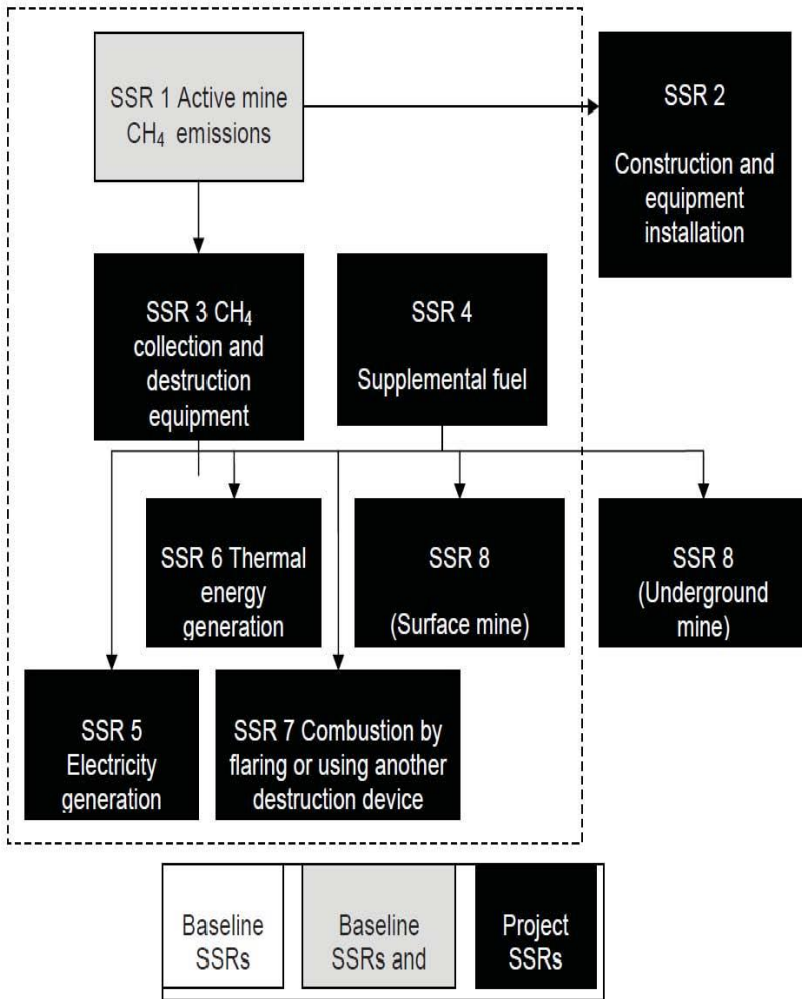 SSR 1 Active mine
CH₄ emissions
SSR 2
Construction and
equipment
installation
SSR 3 CH₄
collection and
destruction
equipment
SSR 4
Supplemental fuel
SSR 6 Thermal
energy
generation
SSR 8
(Surface mine)
SSR 8
(Underground
mine)
SSR 5
Electricity
generation
SSR 7 Combustion by
flaring or using another
destruction device
Baseline
SSRs
Baseline
SSRs and
Project
SSRs